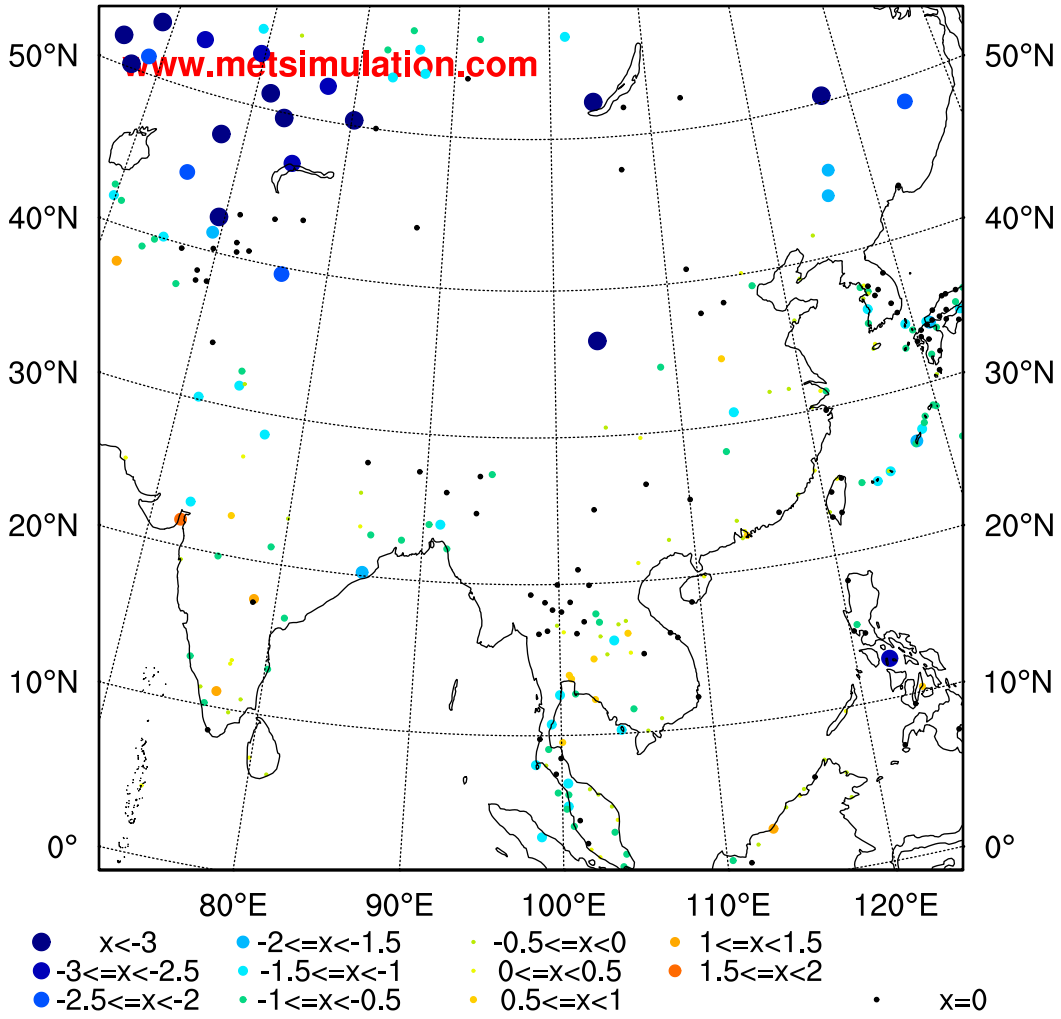 50°N 50°N
www.metsimulation.com
40°N 40°N
30°N 30°N
20°N 20°N
10°N 10°N
0° 0°
80°E 90°E 100°E 110°E 120°E
x<-3 -2<=x<-1.5 -0.5<=x<0 1<=x<1.5
-3<=x<-2.5 -1.5<=x<-1 0<=x<0.5 1.5<=x<2
-2.5<=x<-2 -1<=x<-0.5 0.5<=x<1 x=0